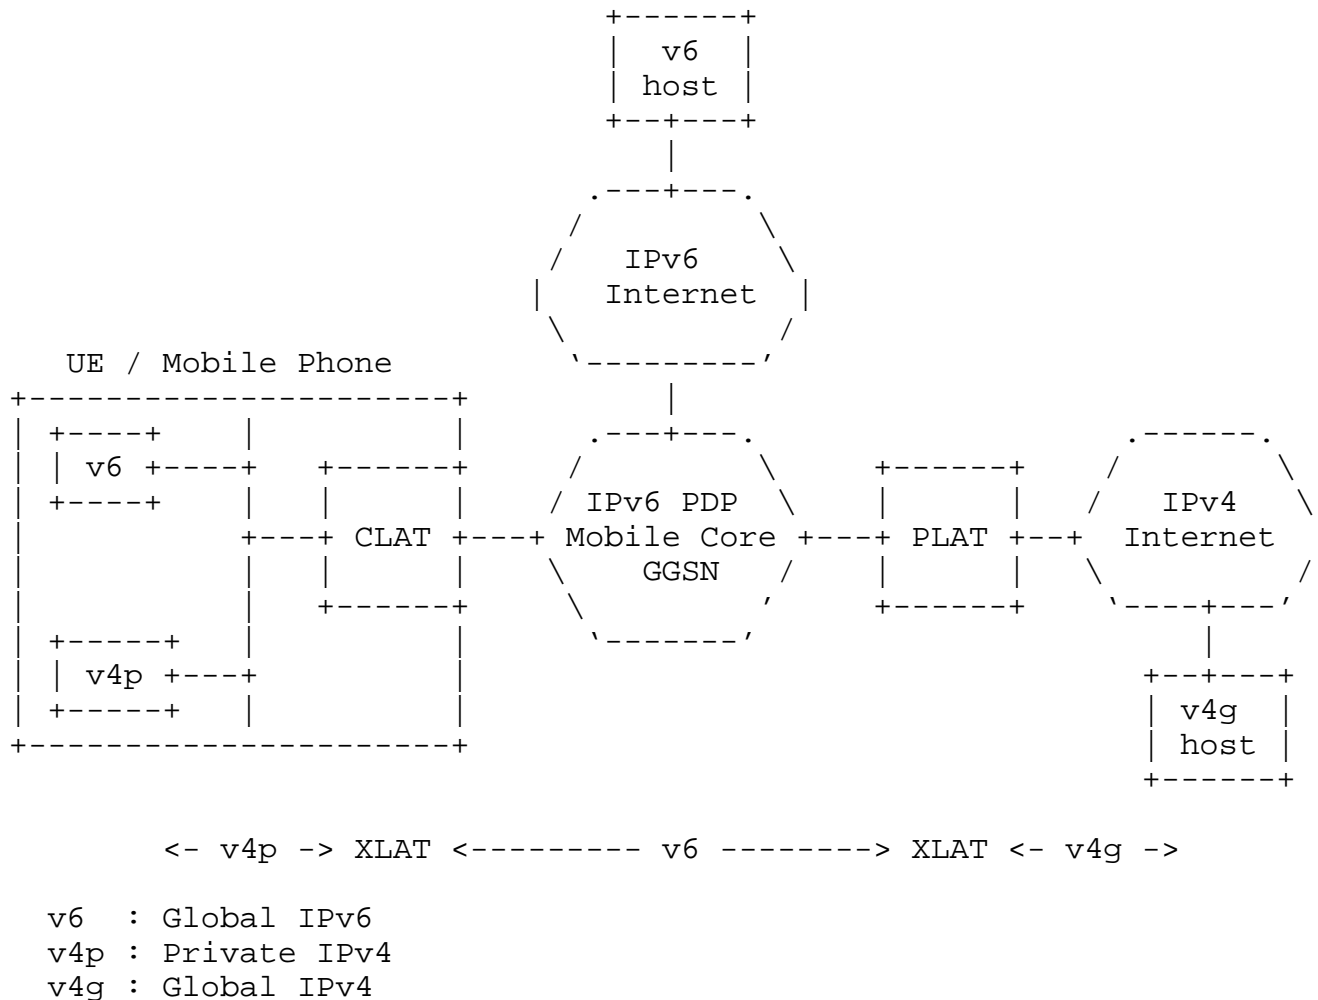 v6
host
IPv6
Internet
UE / Mobile Phone
v6
IPv6 PDP
IPv4
CLAT
Mobile Core
PLAT
Internet
GGSN
v4p
v4g
host
<- v4p -> XLAT <--------- v6 --------> XLAT <- v4g ->
v6 : Global IPv6
v4p : Private IPv4
v4g : Global IPv4